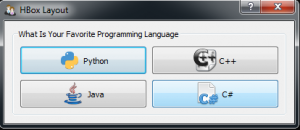 HBox Layout
What Is Your Favorite Programming Language
Python
C++
Java
C#